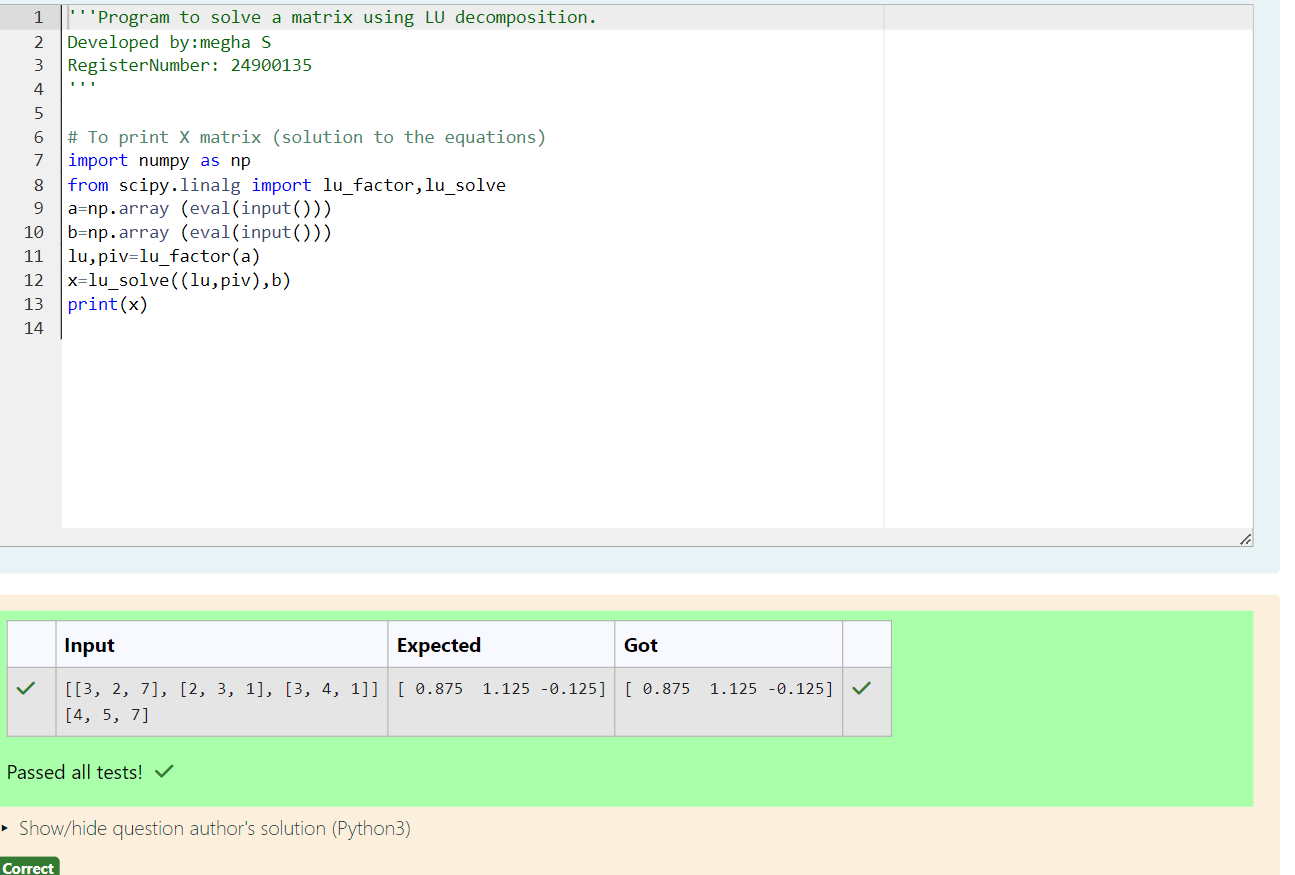 1 '''Program to solve a matrix using LU decomposition.
2 Developed by:megha S
3 RegisterNumber: 24900135
4 '''
5
6 # To print X matrix (solution to the equations)
7 import numpy as np
8 from scipy.linalg import lu_factor,lu_solve
9 a=np.array (eval(input()))
10 b=np.array (eval(input()))
11 lu,piv=lu_factor(a)
12 x=lu_solve((lu,piv),b)
13 print(x)
14
Input Expected Got
[[3, 2, 7], [2, 3, 1], [3, 4, 1]] [ 0.875  1.125 -0.125] [ 0.875  1.125 -0.125]
[4, 5, 7]
Passed all tests!
Show/hide question author's solution (Python3)
Correct